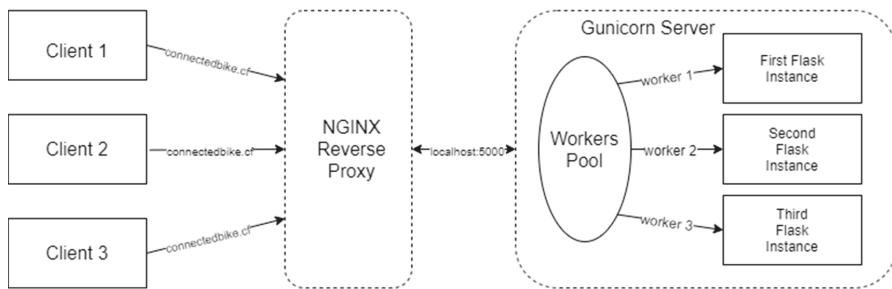 Client 1
connectedbike.cf
Client 2
connectedbike.cf
Client 3
connectedbike.cf
NGINX
Reverse
Proxy
localhost:5000
Gunicorn Server
Workers
Pool
worker 1
First Flask
Instance
worker 2
Second
Flask
Instance
worker 3
Third
Flask
Instance